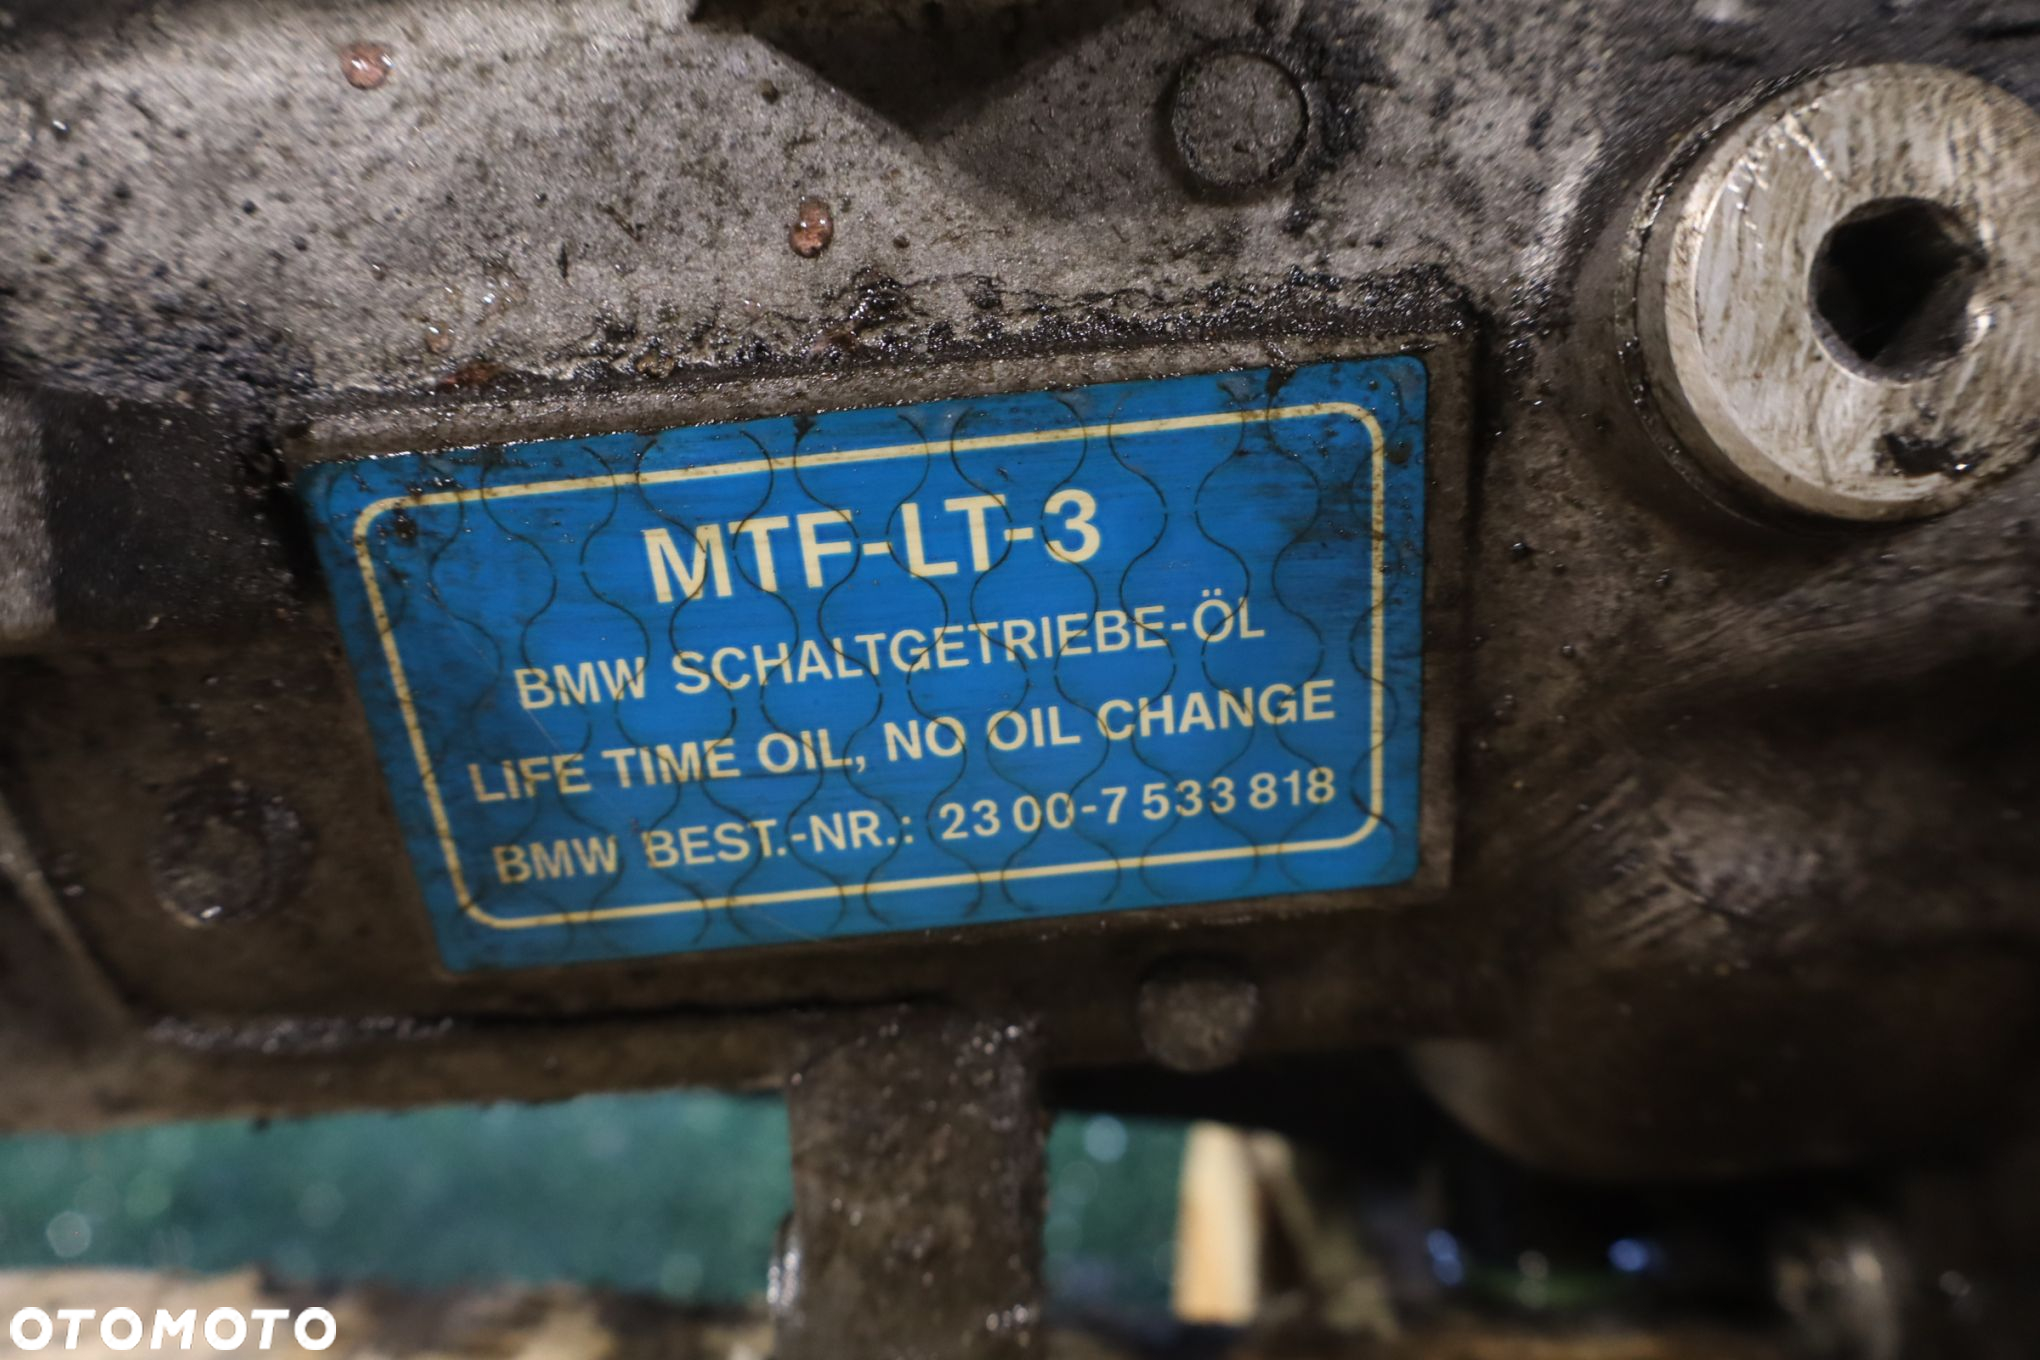 MTF-LT-3
BMW SCHALTGETRIEBE-ÖL
LIFE TIME OIL, NO OIL CHANGE
BMW BEST.-NR.: 23 00-7 533 818
OTOMOTO